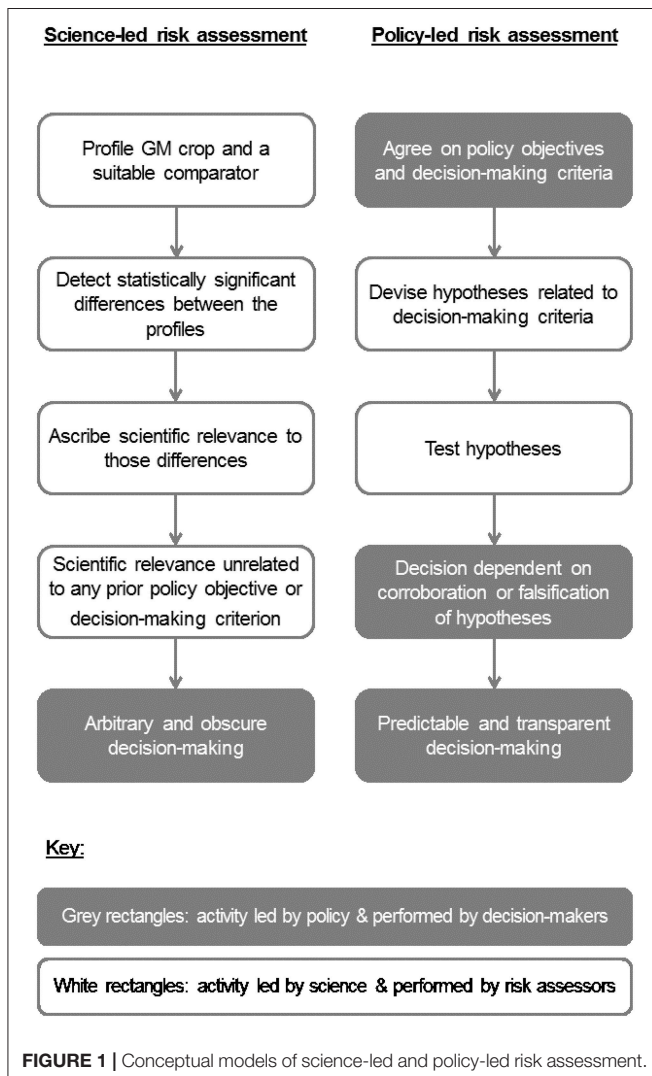 Science-led risk assessment
Policy-led risk assessment
Profile GM crop and a
suitable comparator
Detect statistically significant
differences between the
profiles
Ascribe scientific relevance to
those differences
Scientific relevance unrelated
to any prior policy objective or
decision-making criterion
Arbitrary and obscure
decision-making
Agree on policy objectives
and decision-making criteria
Devise hypotheses related to
decision-making criteria
Test hypotheses
Decision dependent on
corroboration or falsification
of hypotheses
Predictable and transparent
decision-making
Key:
Grey rectangles: activity led by policy & performed by decision-makers
White rectangles: activity led by science & performed by risk assessors
FIGURE 1 | Conceptual models of science-led and policy-led risk assessment.